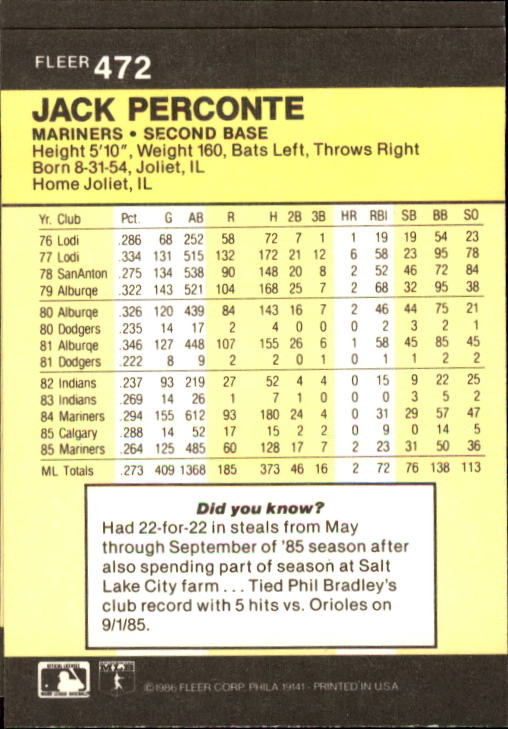 FLEER 472
JACK PERCONTE
MARINERS • SECOND BASE
Height 5'10", Weight 160, Bats Left, Throws Right
Born 8-31-54, Joliet, IL
Home Joliet, IL
Yr. Club Pct. G AB R H 2B 3B HR RBI SB BB SO
76 Lodi .286 68 252 58 72 7 1 1 19 19 54 23
77 Lodi .334 131 515 132 172 21 12 6 58 23 95 78
78 SanAnton .275 134 538 90 148 20 8 2 52 46 72 84
79 Alburqe .322 143 521 104 168 25 7 2 68 32 95 38
80 Alburqe .326 120 439 84 143 16 7 2 46 44 75 21
80 Dodgers .235 14 17 2 4 0 0 0 2 3 2 1
81 Alburqe .346 127 448 107 155 26 6 1 58 45 85 45
81 Dodgers .222 8 9 2 2 0 1 0 1 1 2 2
82 Indians .237 93 219 27 52 4 4 0 15 9 22 25
83 Indians .269 14 26 1 7 1 0 0 0 3 5 2
84 Mariners .294 155 612 93 180 24 4 0 31 29 57 47
85 Calgary .288 14 52 17 15 2 2 0 9 0 14 5
85 Mariners .264 125 485 60 128 17 7 2 23 31 50 36
ML Totals .273 409 1368 185 373 46 16 2 72 76 138 113
Did you know?
Had 22-for-22 in steals from May
through September of '85 season after
also spending part of season at Salt
Lake City farm . . . Tied Phil Bradley's
club record with 5 hits vs. Orioles on
9/1/85.
©1986 FLEER CORP. PHILA. 19141 - PRINTED IN U.S.A.